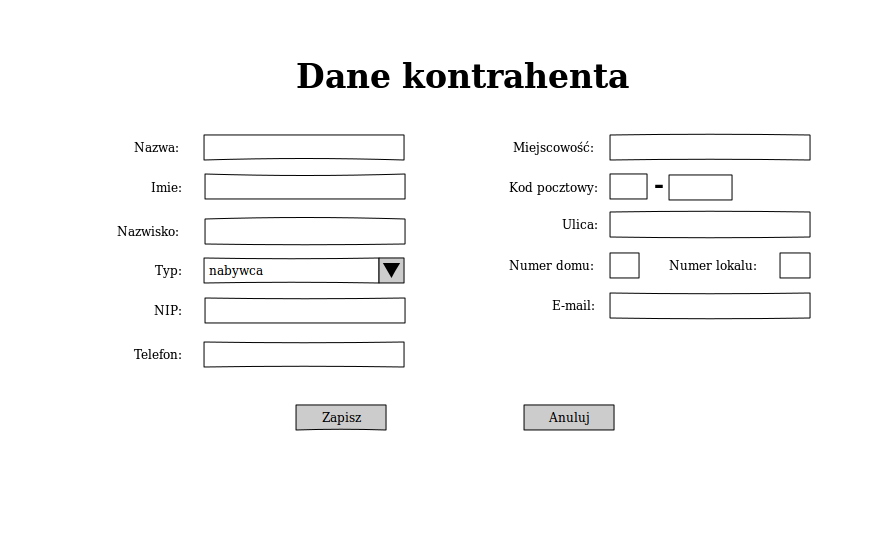 Dane kontrahenta
Nazwa:
Imie:
Nazwisko:
Typ: nabywca
NIP:
Telefon:
Miejscowość:
Kod pocztowy: -
Ulica:
Numer domu: Numer lokalu:
E-mail:
Zapisz Anuluj